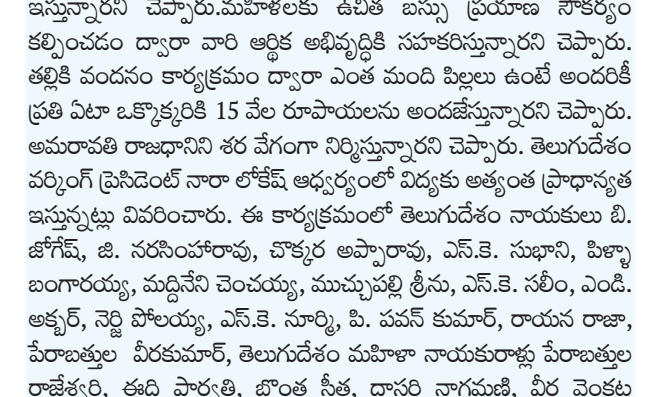 ఇస్తున్నారని చెప్పారు.మహిళలకు ఉచిత బస్సు ప్రయాణ సౌకర్యం
కల్పించడం ద్వారా వారి ఆర్థిక అభివృద్ధికి సహకరిస్తున్నారని చెప్పారు.
తల్లికి వందనం కార్యక్రమం ద్వారా ఎంత మంది పిల్లలు ఉంటే అందరికీ
ప్రతి ఏటా ఒక్కొక్కరికి 15 వేల రూపాయలను అందజేస్తున్నారని చెప్పారు.
అమరావతి రాజధానిని శర వేగంగా నిర్మిస్తున్నారని చెప్పారు. తెలుగుదేశం
వర్కింగ్ ప్రెసిడెంట్ నారా లోకేష్ ఆధ్వర్యంలో విద్యకు అత్యంత ప్రాధాన్యత
ఇస్తున్నట్లు వివరించారు. ఈ కార్యక్రమంలో తెలుగుదేశం నాయకులు బి.
జోగేష్, జి. నరసింహారావు, చొక్కర అప్పారావు, ఎస్.కె. సుభాని, పిళ్ళా
బంగారయ్య, మద్దినేని చెంచయ్య, ముచ్చుపల్లి శ్రీను, ఎస్.కె. సలీం, ఎండి.
అక్బర్, నెర్జి పోలయ్య, ఎస్.కె. నూర్మి, పి. పవన్ కుమార్, రాయన రాజా,
పేరాబత్తుల వీరకుమార్, తెలుగుదేశం మహిళా నాయకురాళ్లు పేరాబత్తుల
రాజేశ్వరి, ఈది పార్వతి, బొంత సీత, దాసరి నాగమణి, వీర వెంకట